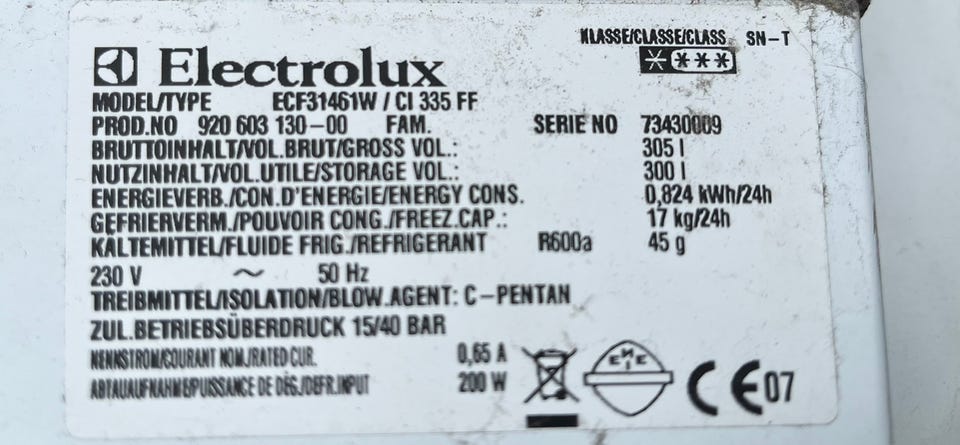 KLASSE/CLASSE/CLASS SN-T
Electrolux
MODEL/TYPE ECF31461W / CI 335 FF
PROD.NO 920 603 130-00 FAM. SERIE NO 73430009
BRUTTOINHALT/VOL.BRUT/GROSS VOL.: 305 l
NUTZINHALT/VOL.UTILE/STORAGE VOL.: 300 l
ENERGIEVERB./CON.D'ENERGIE/ENERGY CONS. 0,824 kWh/24h
GEFRIERVERM./POUVOIR CONG./FREEZ.CAP.: 17 kg/24h
KÄLTEMITTEL/FLUIDE FRIG./REFRIGERANT R600a 45 g
230 V ~ 50 Hz
TREIBMITTEL/ISOLATION/BLOW.AGENT: C-PENTAN
ZUL.BETRIEBSÜBERDRUCK 15/40 BAR
NENNSTROM/COURANT NOM./RATED CUR. 0,65 A
ABTAUAUFNAHME/PUISSANCE DE DÉG./DEFR.INPUT 200 W
CE 07